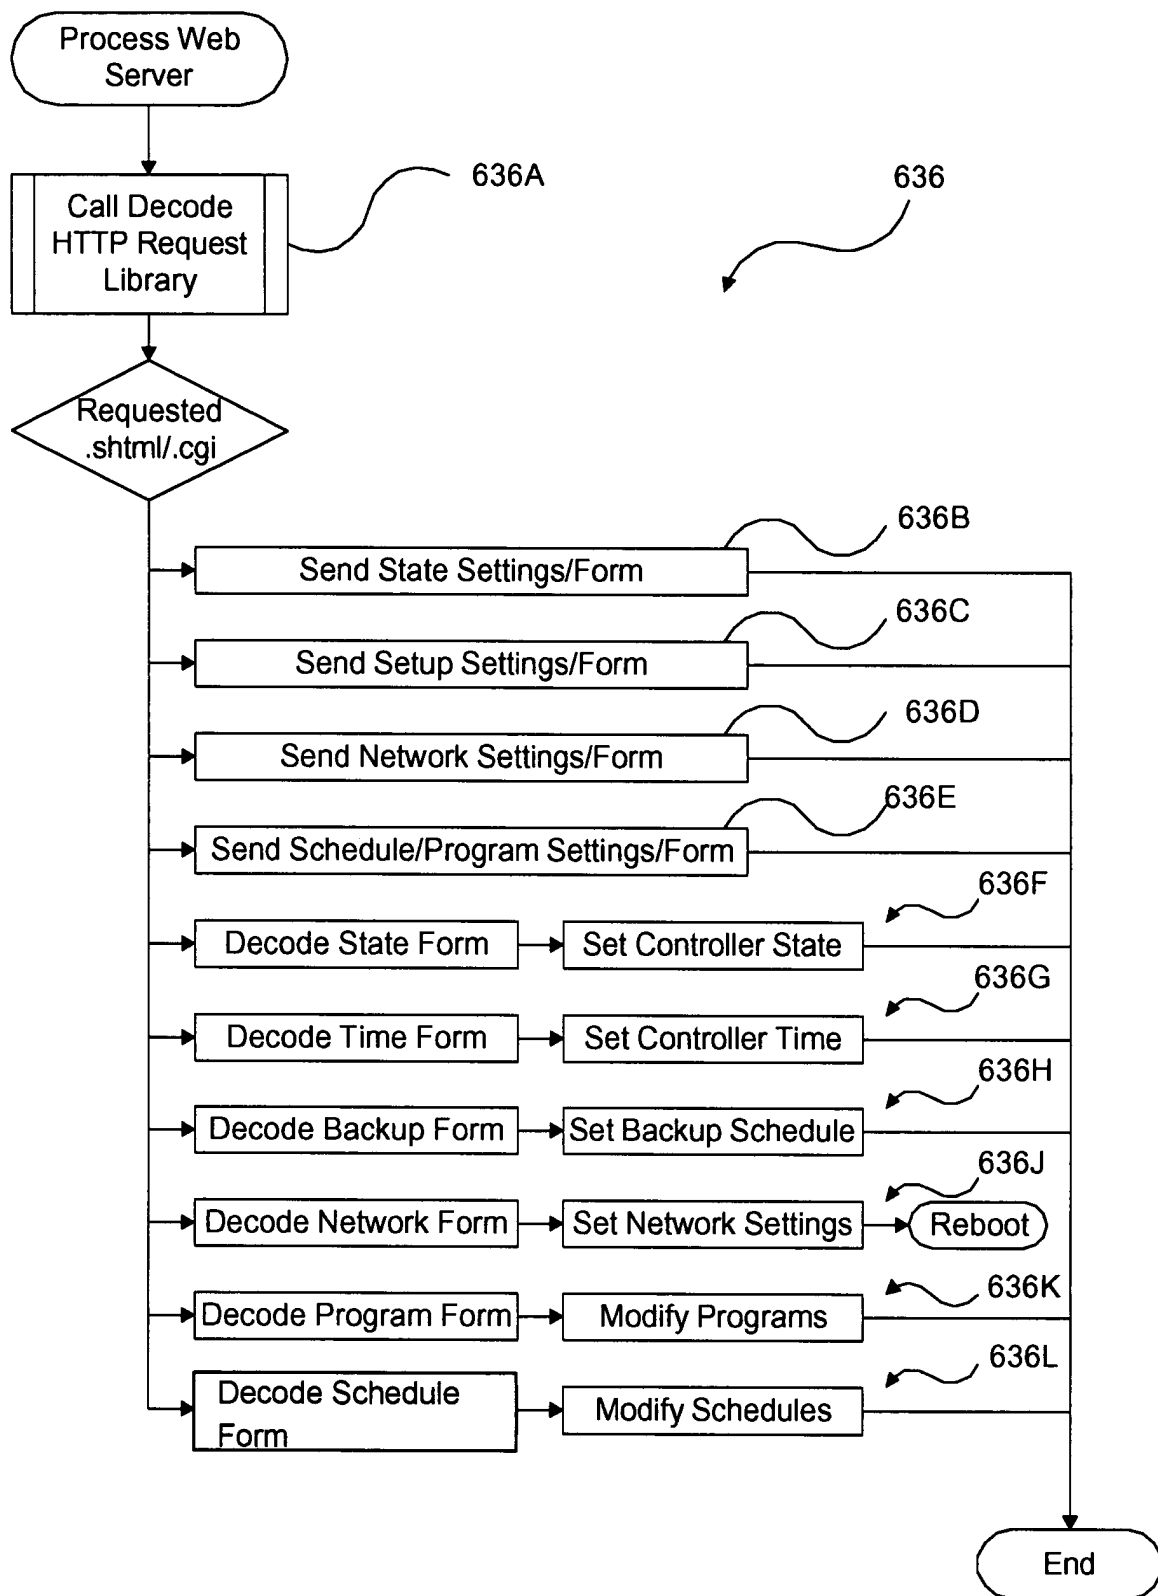 Process Web
Server
636A
636
Call Decode
HTTP Request
Library
Requested
.shtml/.cgi
636B
Send State Settings/Form
636C
Send Setup Settings/Form
636D
Send Network Settings/Form
636E
Send Schedule/Program Settings/Form
636F
Decode State Form
Set Controller State
636G
Decode Time Form
Set Controller Time
636H
Decode Backup Form
Set Backup Schedule
636J
Decode Network Form
Set Network Settings
Reboot
636K
Decode Program Form
Modify Programs
636L
Decode Schedule
Form
Modify Schedules
End